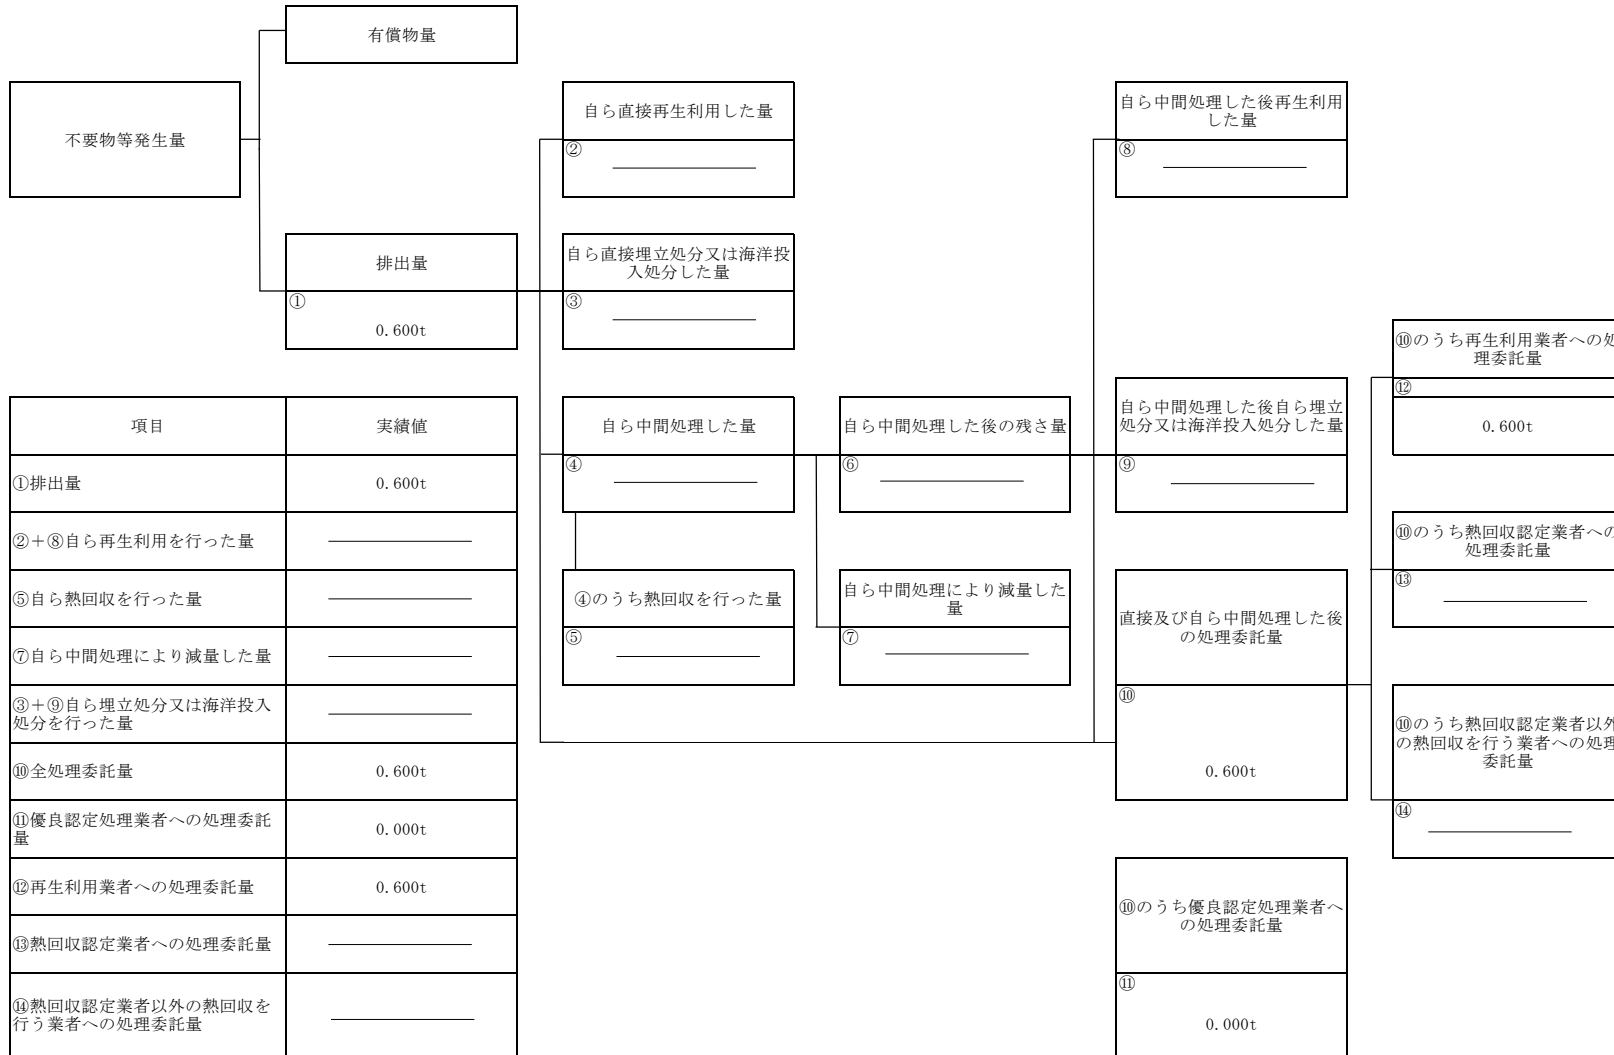 有償物量
不要物等発生量
自ら直接再生利用した量
②
自ら中間処理した後再生利用
した量
⑧
排出量
①
0.600t
自ら直接埋立処分又は海洋投
入処分した量
③
⑩のうち再生利用業者への処
理委託量
⑫
0.600t
項目
実績値
①排出量
0.600t
②＋⑧自ら再生利用を行った量
⑤自ら熱回収を行った量
⑦自ら中間処理により減量した量
③＋⑨自ら埋立処分又は海洋投入
処分を行った量
⑩全処理委託量
0.600t
⑪優良認定処理業者への処理委託
量
0.000t
⑫再生利用業者への処理委託量
0.600t
⑬熱回収認定業者への処理委託量
⑭熱回収認定業者以外の熱回収を
行う業者への処理委託量
自ら中間処理した量
④
自ら中間処理した後の残さ量
⑥
自ら中間処理した後自ら埋立
処分又は海洋投入処分した量
⑨
④のうち熱回収を行った量
⑤
自ら中間処理により減量した
量
⑦
直接及び自ら中間処理した後
の処理委託量
⑩
0.600t
⑩のうち熱回収認定業者への
処理委託量
⑬
⑩のうち熱回収認定業者以外
の熱回収を行う業者への処理
委託量
⑭
⑩のうち優良認定処理業者へ
の処理委託量
⑪
0.000t